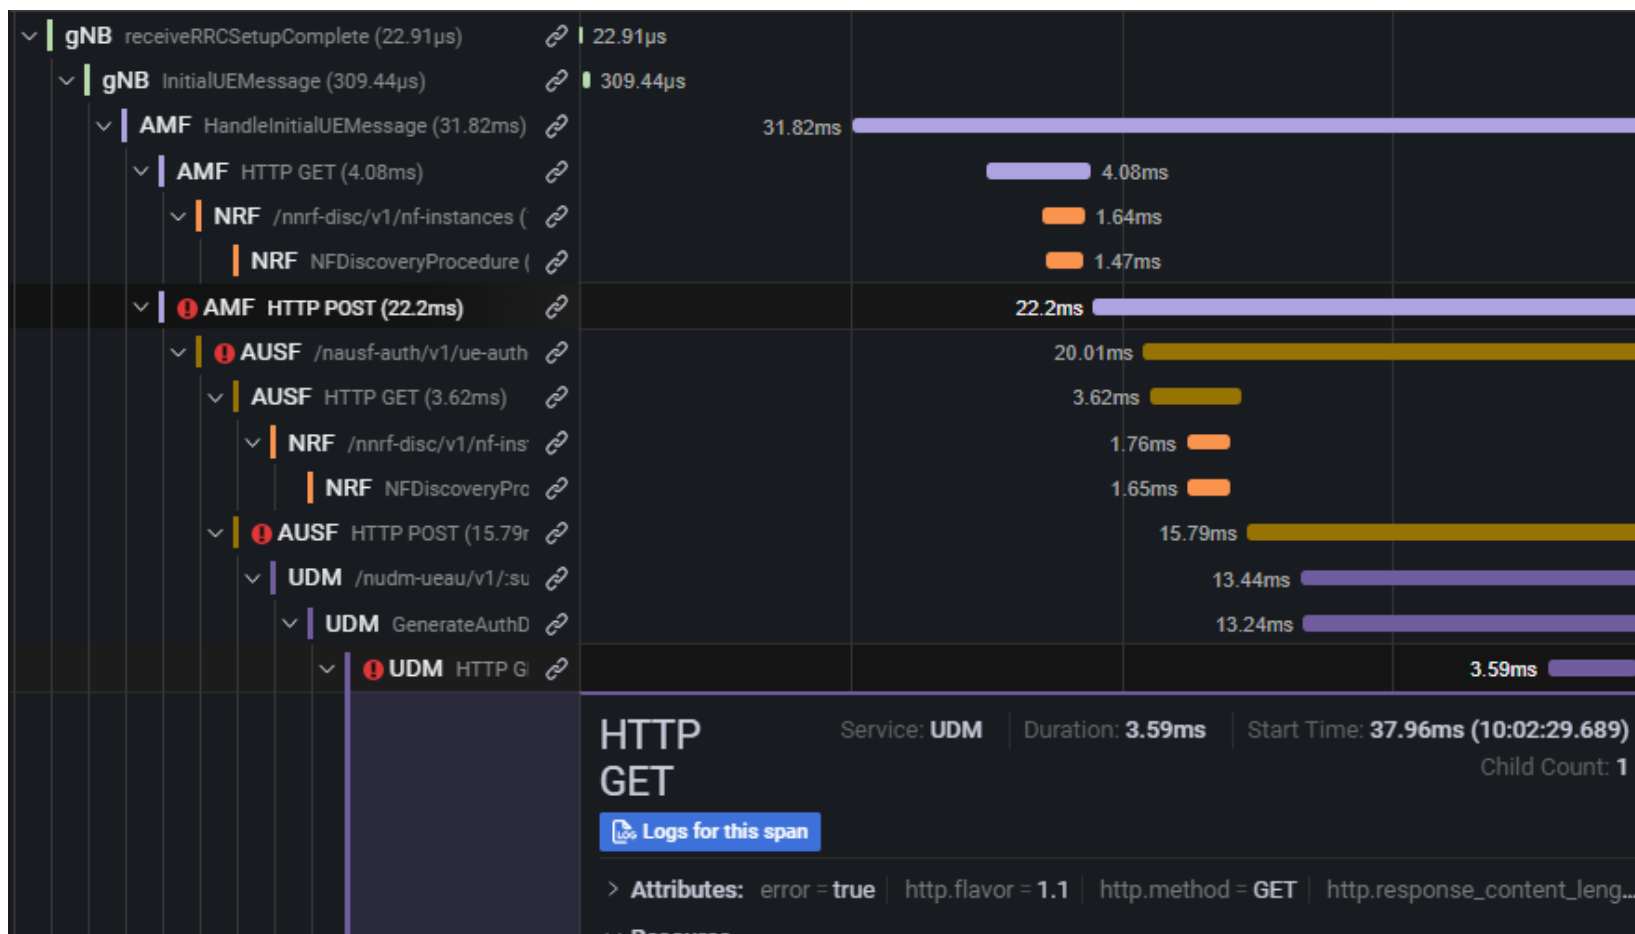 gNB receiveRRCSetupComplete (22.91μs) 22.91μs
gNB InitialUEMessage (309.44μs) 309.44μs
AMF HandleInitialUEMessage (31.82ms) 31.82ms
AMF HTTP GET (4.08ms) 4.08ms
NRF /nnrf-disc/v1/nf-instances ( 1.64ms
NRF NFDiscoveryProcedure ( 1.47ms
AMF HTTP POST (22.2ms) 22.2ms
AUSF /nausf-auth/v1/ue-auth 20.01ms
AUSF HTTP GET (3.62ms) 3.62ms
NRF /nnrf-disc/v1/nf-ins 1.76ms
NRF NFDiscoveryPro 1.65ms
AUSF HTTP POST (15.79 15.79ms
UDM /nudm-ueau/v1/:su 13.44ms
UDM GenerateAuthD 13.24ms
UDM HTTP G 3.59ms
HTTP GET Service: UDM Duration: 3.59ms Start Time: 37.96ms (10:02:29.689)
Child Count: 1
Logs for this span
Attributes: error = true http.flavor = 1.1 http.method = GET http.response_content_leng...